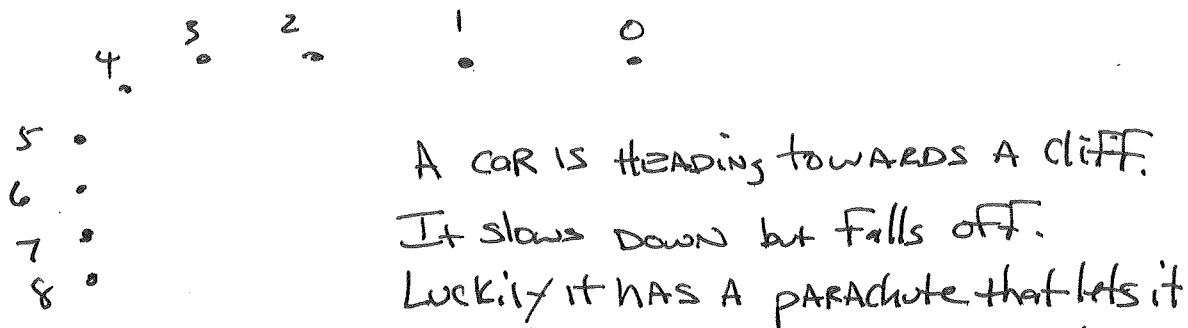 3 2 1 0
4
5
A CAR IS HEADING TOWARDS A Cliff.
6
It slows DOWN but falls off.
7
8
Luckily it hAS A pARAchute that lets it